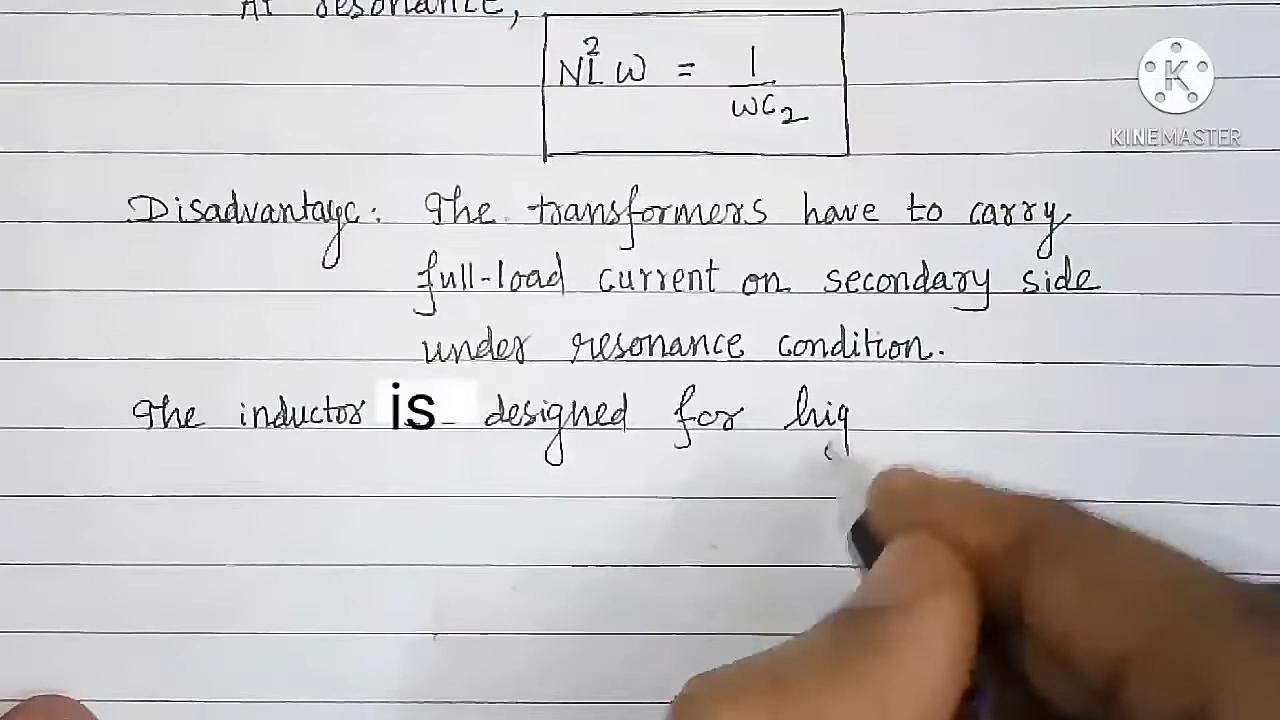 At resonance,
NL²ω = 1/ωC₂
KINEMASTER
Disadvantage: The transformers have to carry
full-load current on secondary side
under resonance condition.
The inductor is designed for hig